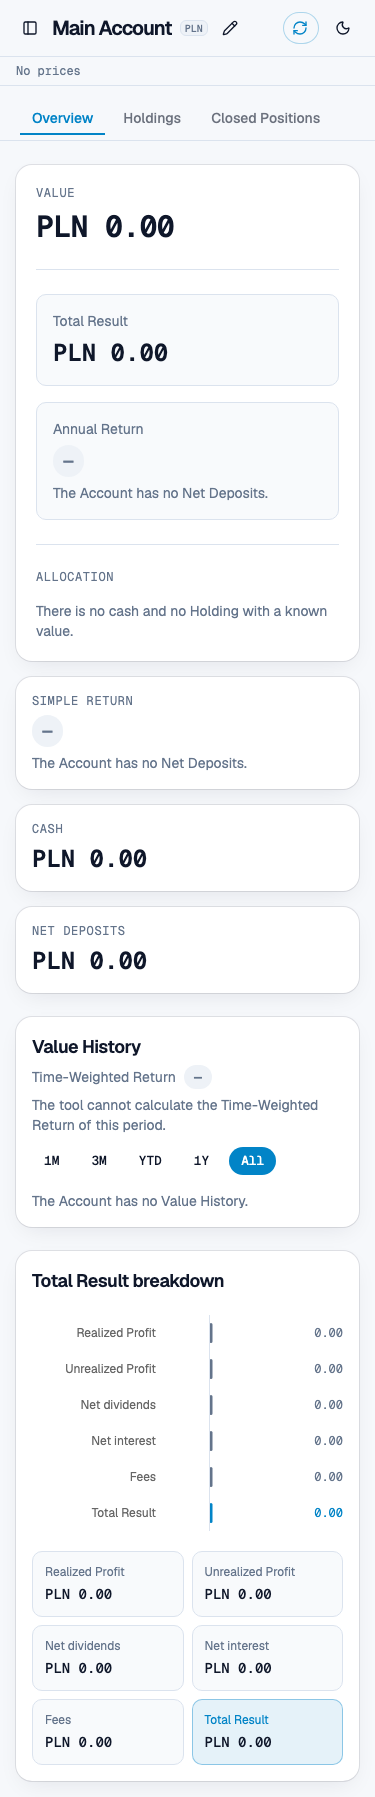 Main Account PLN
No prices
Overview Holdings Closed Positions
VALUE
PLN 0.00
Total Result
PLN 0.00
Annual Return
–
The Account has no Net Deposits.
ALLOCATION
There is no cash and no Holding with a known
value.
SIMPLE RETURN
–
The Account has no Net Deposits.
CASH
PLN 0.00
NET DEPOSITS
PLN 0.00
Value History
Time-Weighted Return –
The tool cannot calculate the Time-Weighted
Return of this period.
1M 3M YTD 1Y All
The Account has no Value History.
Total Result breakdown
Realized Profit 0.00
Unrealized Profit 0.00
Net dividends 0.00
Net interest 0.00
Fees 0.00
Total Result 0.00
Realized Profit Unrealized Profit
PLN 0.00 PLN 0.00
Net dividends Net interest
PLN 0.00 PLN 0.00
Fees Total Result
PLN 0.00 PLN 0.00